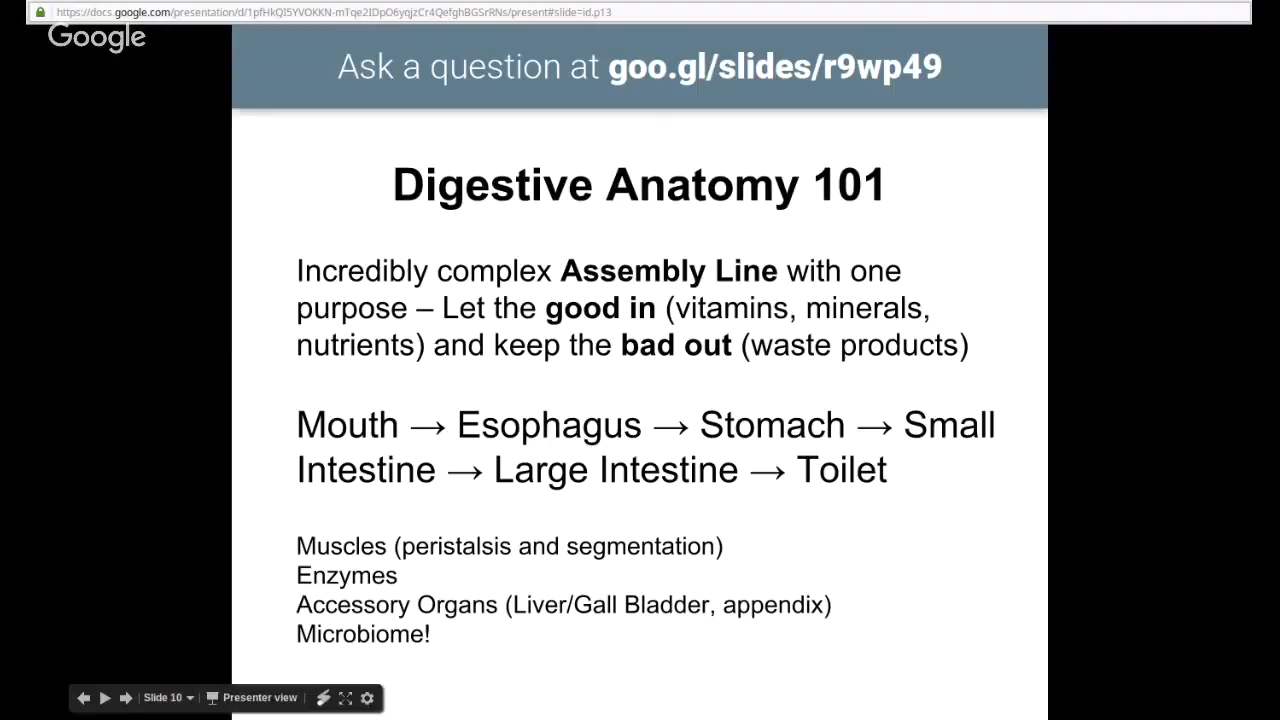 https://docs.google.com/presentation/d/1pfHkQI5YVOKKN-mTqe2IDpO6yqjzCr4QefghBGSrRNs/present#slide=id.p13
Google
Ask a question at goo.gl/slides/r9wp49
Digestive Anatomy 101
Incredibly complex Assembly Line with one
purpose – Let the good in (vitamins, minerals,
nutrients) and keep the bad out (waste products)
Mouth → Esophagus → Stomach → Small
Intestine → Large Intestine → Toilet
Muscles (peristalsis and segmentation)
Enzymes
Accessory Organs (Liver/Gall Bladder, appendix)
Microbiome!
Slide 10 Presenter view